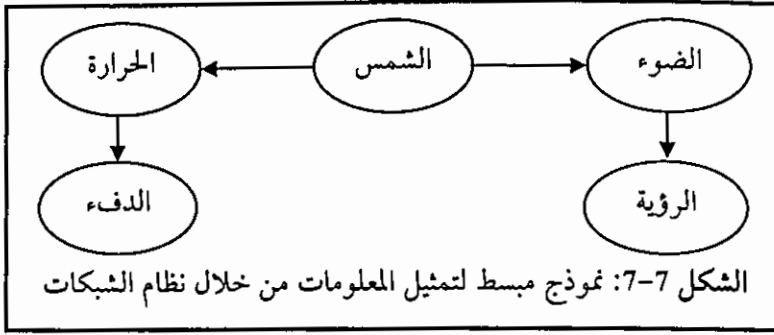 الضوء
الشمس
الحرارة
الرؤية
الدفء
الشكل 7-7: نموذج مبسط لتمثيل المعلومات من خلال نظام الشبكات